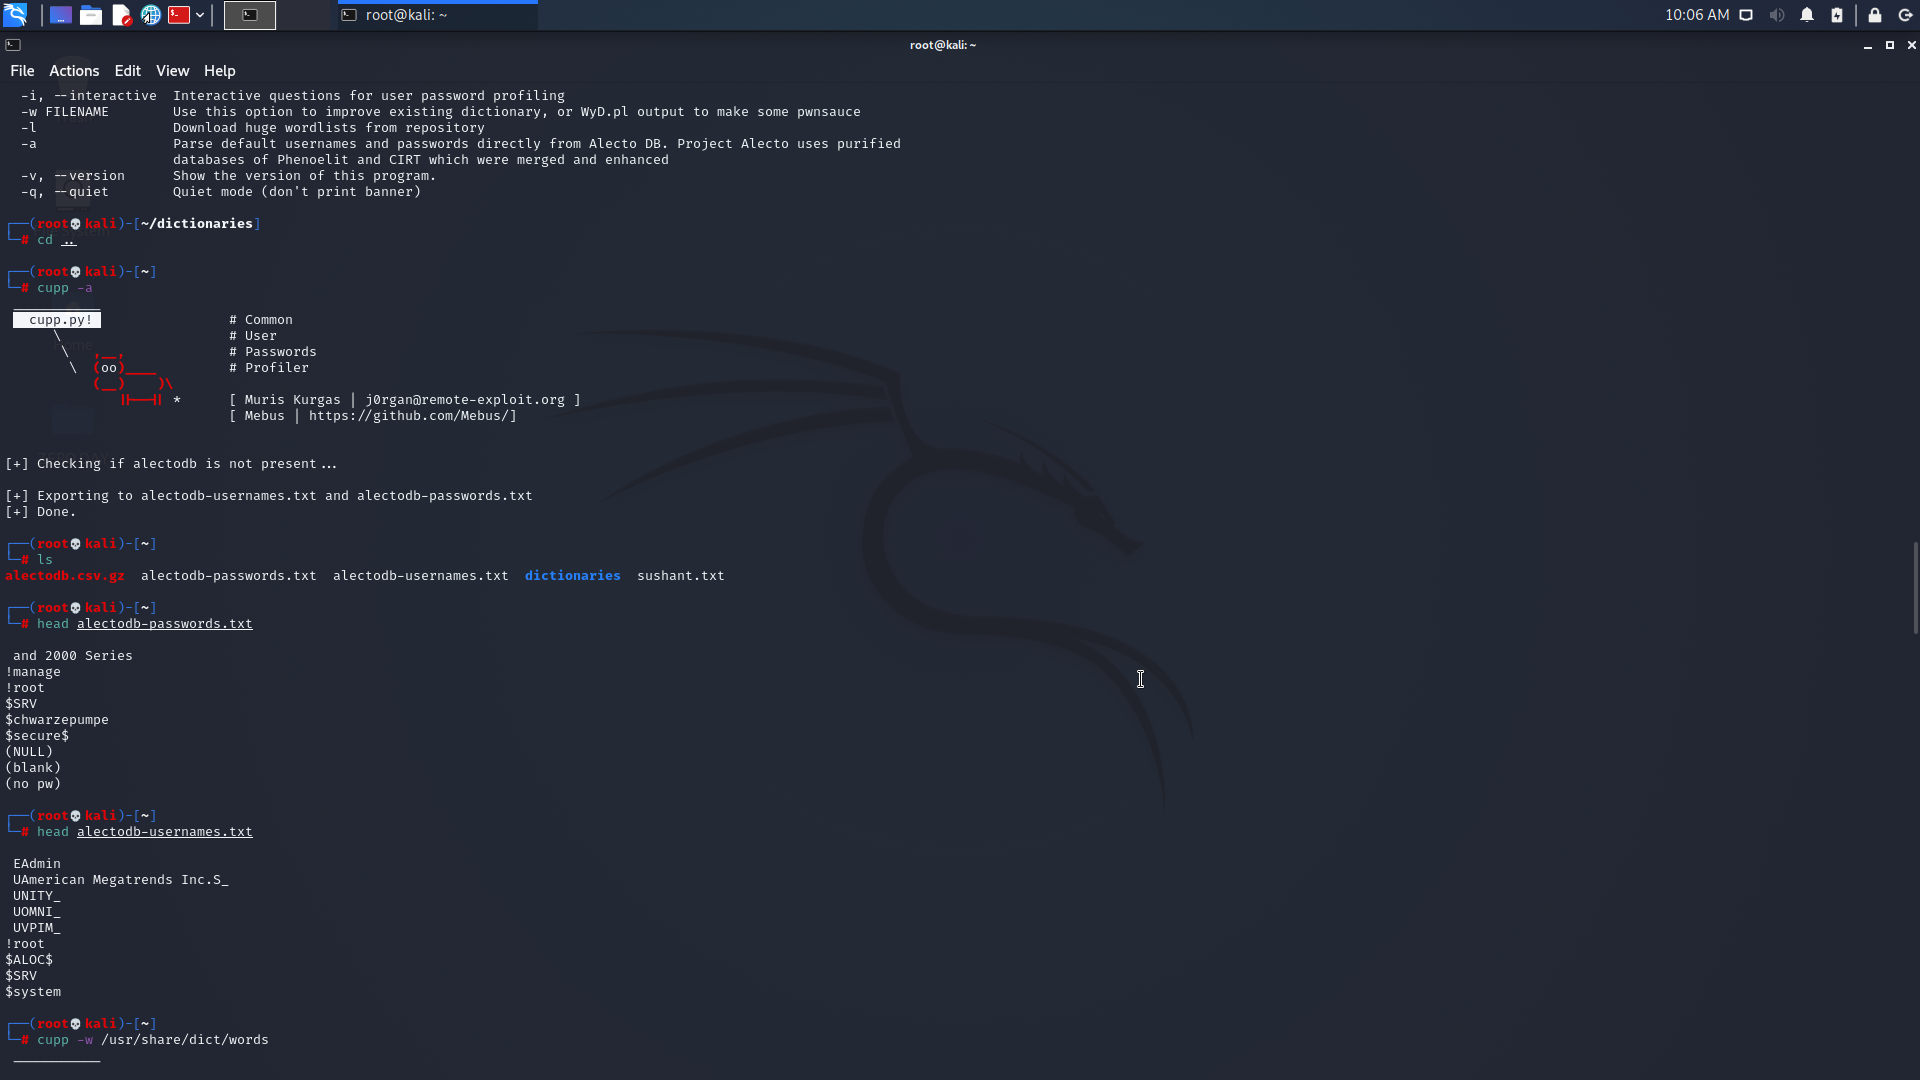 root@kali: ~
10:06 AM
root@kali: ~
File Actions Edit View Help
-i, --interactive  Interactive questions for user password profiling
-w FILENAME        Use this option to improve existing dictionary, or WyD.pl output to make some pwnsauce
-l                 Download huge wordlists from repository
-a                 Parse default usernames and passwords directly from Alecto DB. Project Alecto uses purified
databases of Phenoelit and CIRT which were merged and enhanced
-v, --version      Show the version of this program.
-q, --quiet        Quiet mode (don't print banner)
┌──(root💀kali)-[~/dictionaries]
└─# cd ..
┌──(root💀kali)-[~]
└─# cupp -a
cupp.py!                 # Common
\                     # User
\   ,__,             # Passwords
\  (oo)____         # Profiler
(__)    )\
||--|| *      [ Muris Kurgas | j0rgan@remote-exploit.org ]
[ Mebus | https://github.com/Mebus/]
[+] Checking if alectodb is not present...
[+] Exporting to alectodb-usernames.txt and alectodb-passwords.txt
[+] Done.
┌──(root💀kali)-[~]
└─# ls
alectodb.csv.gz  alectodb-passwords.txt  alectodb-usernames.txt  dictionaries  sushant.txt
┌──(root💀kali)-[~]
└─# head alectodb-passwords.txt
and 2000 Series
!manage
!root
$SRV
$chwarzepumpe
$secure$
(NULL)
(blank)
(no pw)
┌──(root💀kali)-[~]
└─# head alectodb-usernames.txt
EAdmin
UAmerican Megatrends Inc.S_
UNITY_
UOMNI_
UVPIM_
!root
$ALOC$
$SRV
$system
┌──(root💀kali)-[~]
└─# cupp -w /usr/share/dict/words